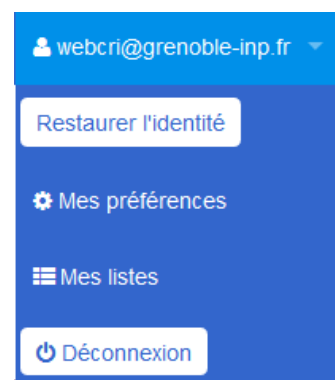 webcri@grenoble-inp.fr
Restaurer l'identité
Mes préférences
Mes listes
Déconnexion